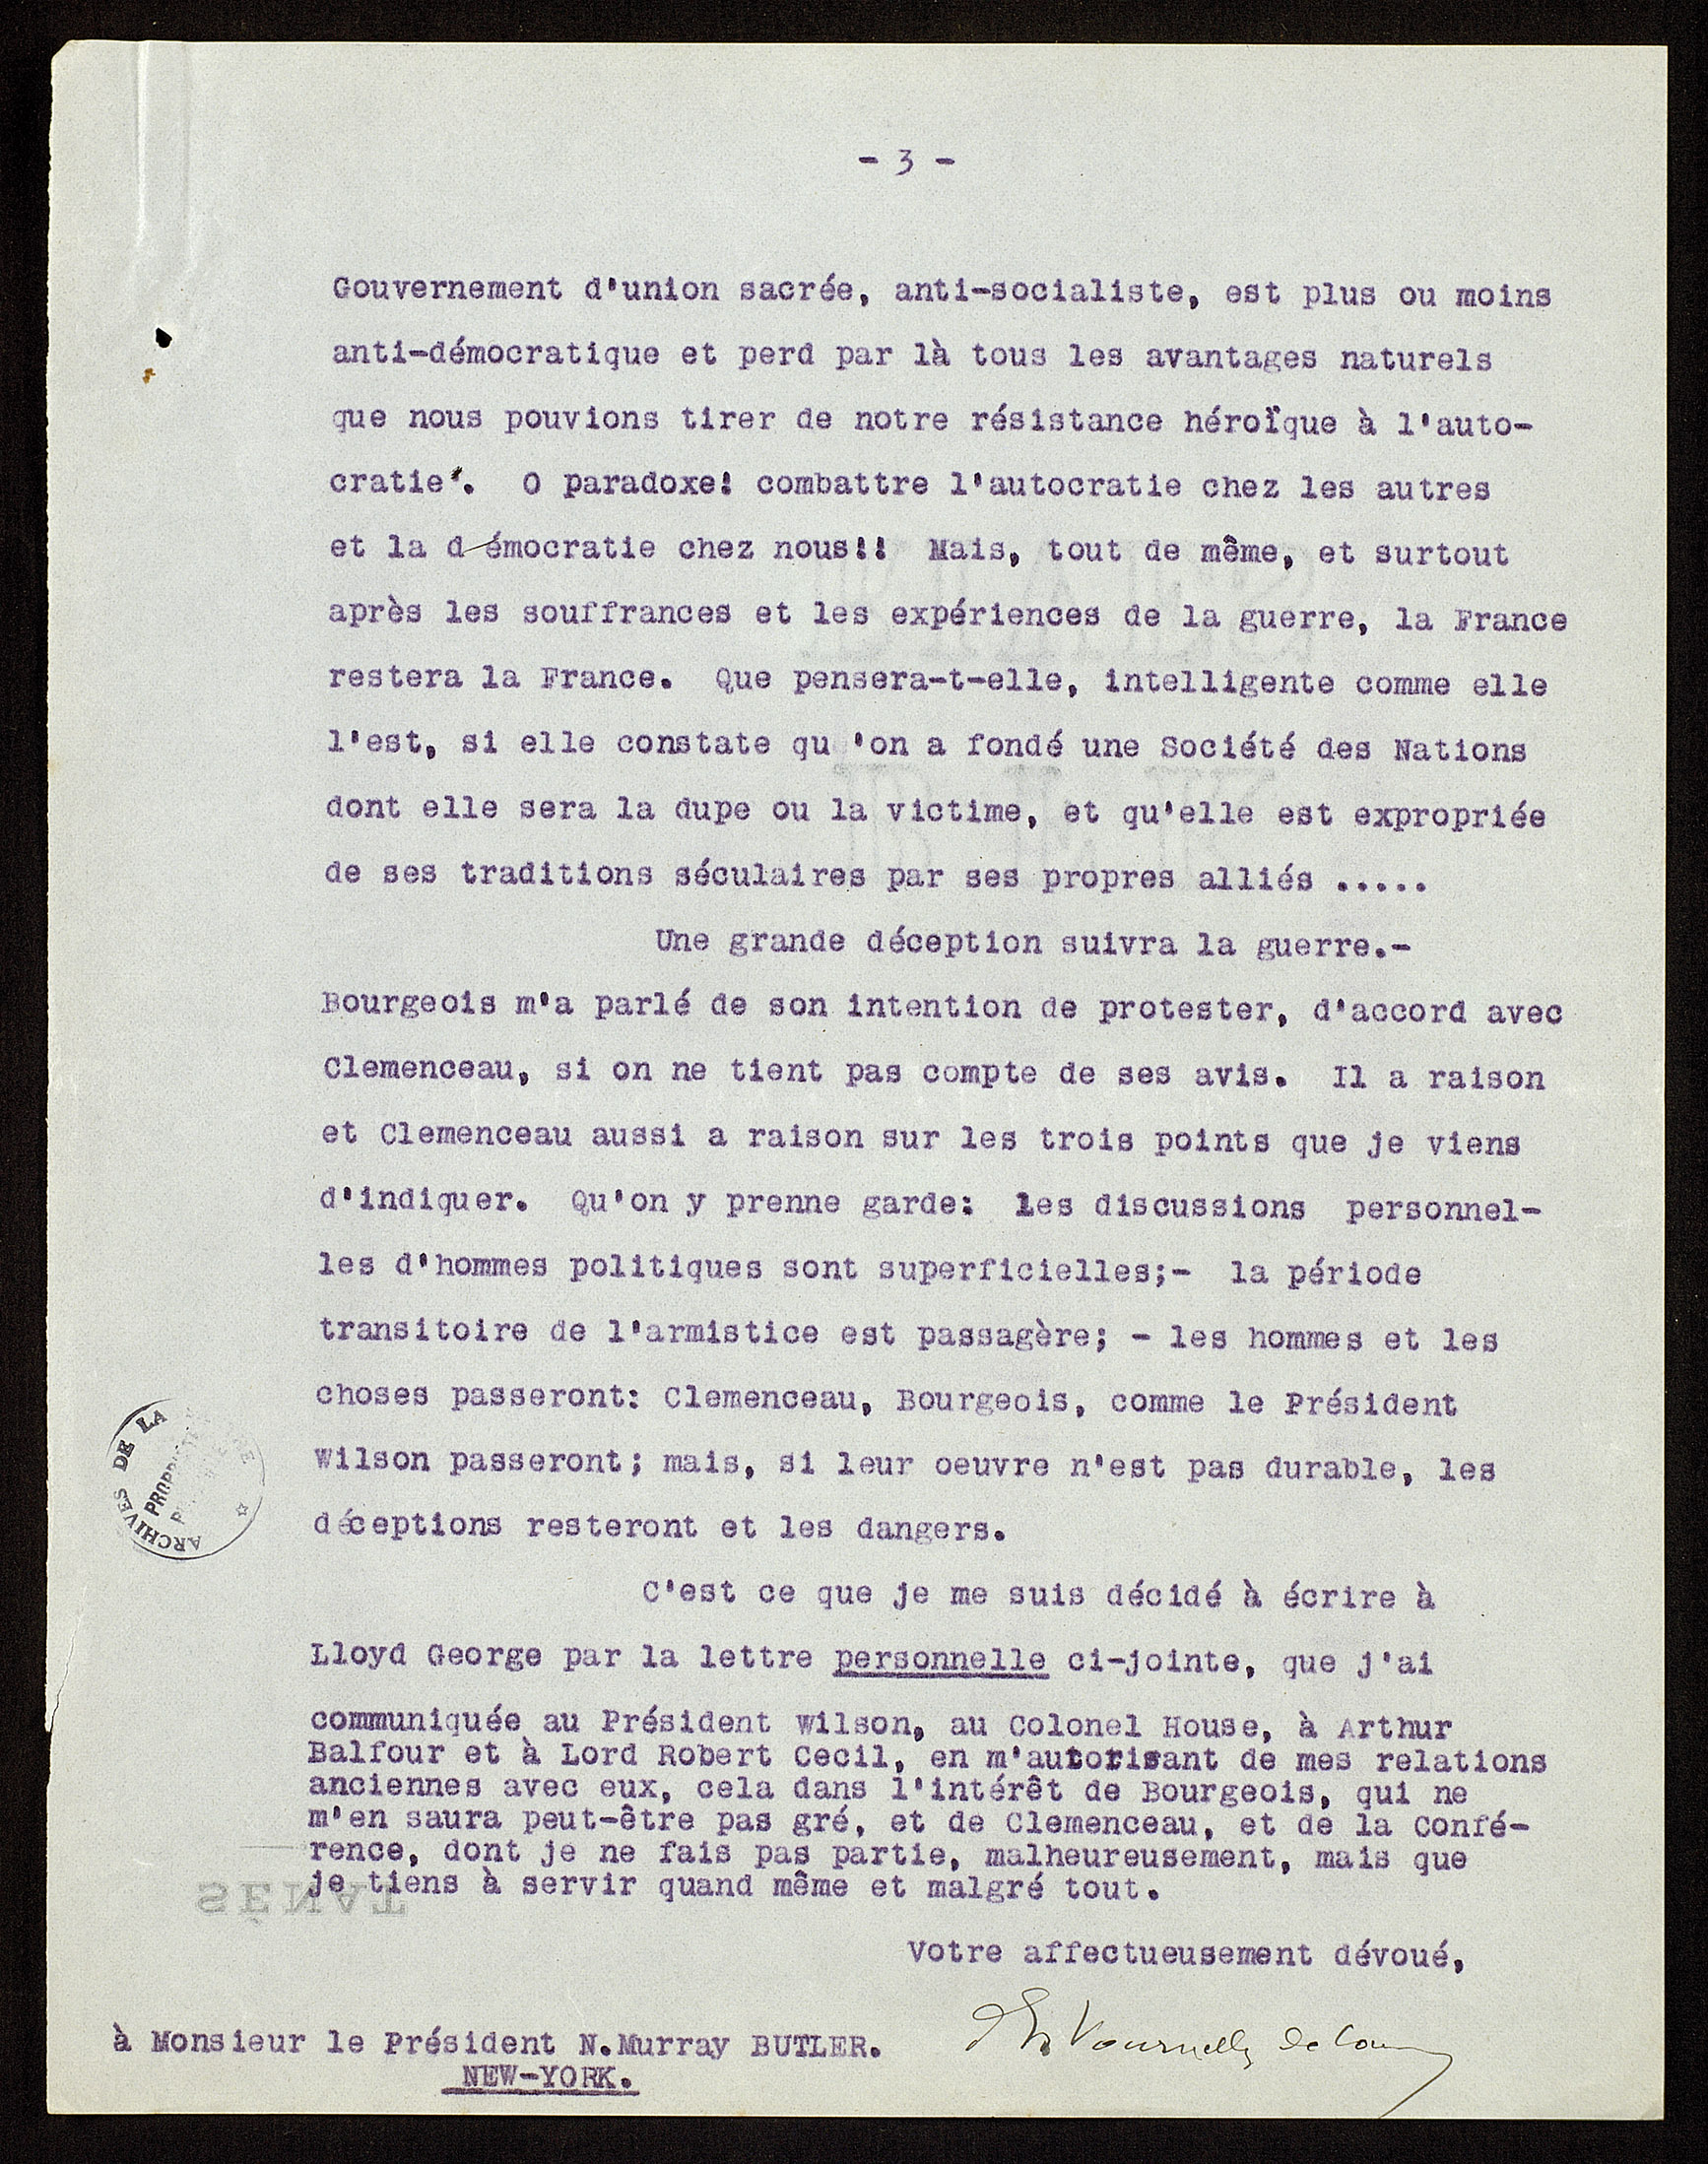 - 3 -
Gouvernement d'union sacrée, anti-socialiste, est plus ou moins
anti-démocratique et perd par là tous les avantages naturels
que nous pouvions tirer de notre résistance héroïque à l'auto-
cratie'. O paradoxe! combattre l'autocratie chez les autres
et la d émocratie chez nous!! Mais, tout de même, et surtout
après les souffrances et les expériences de la guerre, la France
restera la France. Que pensera-t-elle, intelligente comme elle
l'est, si elle constate qu 'on a fondé une Société des Nations
dont elle sera la dupe ou la victime, et qu'elle est expropriée
de ses traditions séculaires par ses propres alliés .....
Une grande déception suivra la guerre.-
Bourgeois m'a parlé de son intention de protester, d'accord avec
Clemenceau, si on ne tient pas compte de ses avis. Il a raison
et Clemenceau aussi a raison sur les trois points que je viens
d'indiquer. Qu'on y prenne garde: les discussions personnel-
les d'hommes politiques sont superficielles;- la période
transitoire de l'armistice est passagère; - les hommes et les
choses passeront: Clemenceau, Bourgeois, comme le Président
Wilson passeront; mais, si leur oeuvre n'est pas durable, les
déceptions resteront et les dangers.
ARCHIVES DE LA
C'est ce que je me suis décidé à écrire à
Lloyd George par la lettre personnelle ci-jointe, que j'ai
communiquée au Président Wilson, au Colonel House, à Arthur
Balfour et à Lord Robert Cecil, en m'autorisant de mes relations
anciennes avec eux, cela dans l'intérêt de Bourgeois, qui ne
m'en saura peut-être pas gré, et de Clemenceau, et de la Confé-
rence, dont je ne fais pas partie, malheureusement, mais que
je tiens à servir quand même et malgré tout.
SÉNAT
Votre affectueusement dévoué,
à Monsieur le Président N.Murray BUTLER.
NEW-YORK.